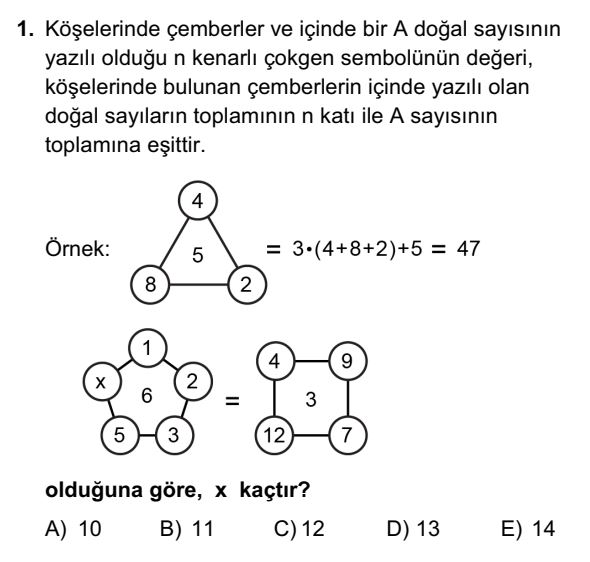 1. Köşelerinde çemberler ve içinde bir A doğal sayısının
yazılı olduğu n kenarlı çokgen sembolünün değeri,
köşelerinde bulunan çemberlerin içinde yazılı olan
doğal sayıların toplamının n katı ile A sayısının
toplamına eşittir.
4
Örnek: 5 = 3•(4+8+2)+5 = 47
8 2
1 4 9
x 6 2 = 3
5 3 12 7
olduğuna göre, x kaçtır?
A) 10 B) 11 C) 12 D) 13 E) 14